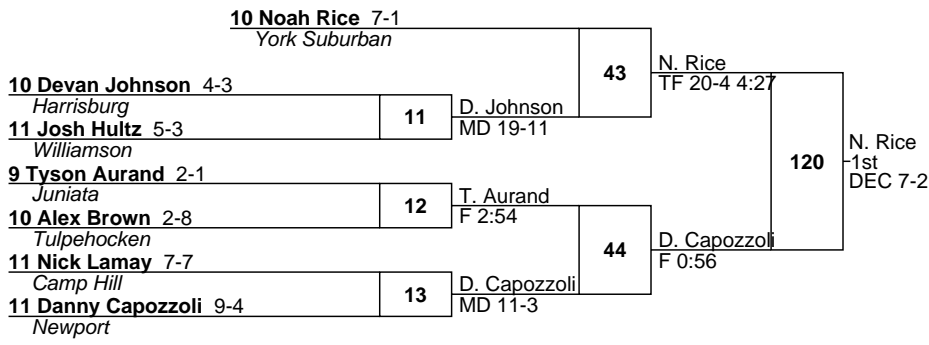 10 Noah Rice 7-1
York Suburban
43
N. Rice
TF 20-4 4:27
10 Devan Johnson 4-3
Harrisburg
11
D. Johnson
MD 19-11
11 Josh Hultz 5-3
Williamson
120
N. Rice
1st
DEC 7-2
9 Tyson Aurand 2-1
Juniata
12
T. Aurand
F 2:54
10 Alex Brown 2-8
Tulpehocken
44
D. Capozzoli
F 0:56
11 Nick Lamay 7-7
Camp Hill
13
D. Capozzoli
MD 11-3
11 Danny Capozzoli 9-4
Newport